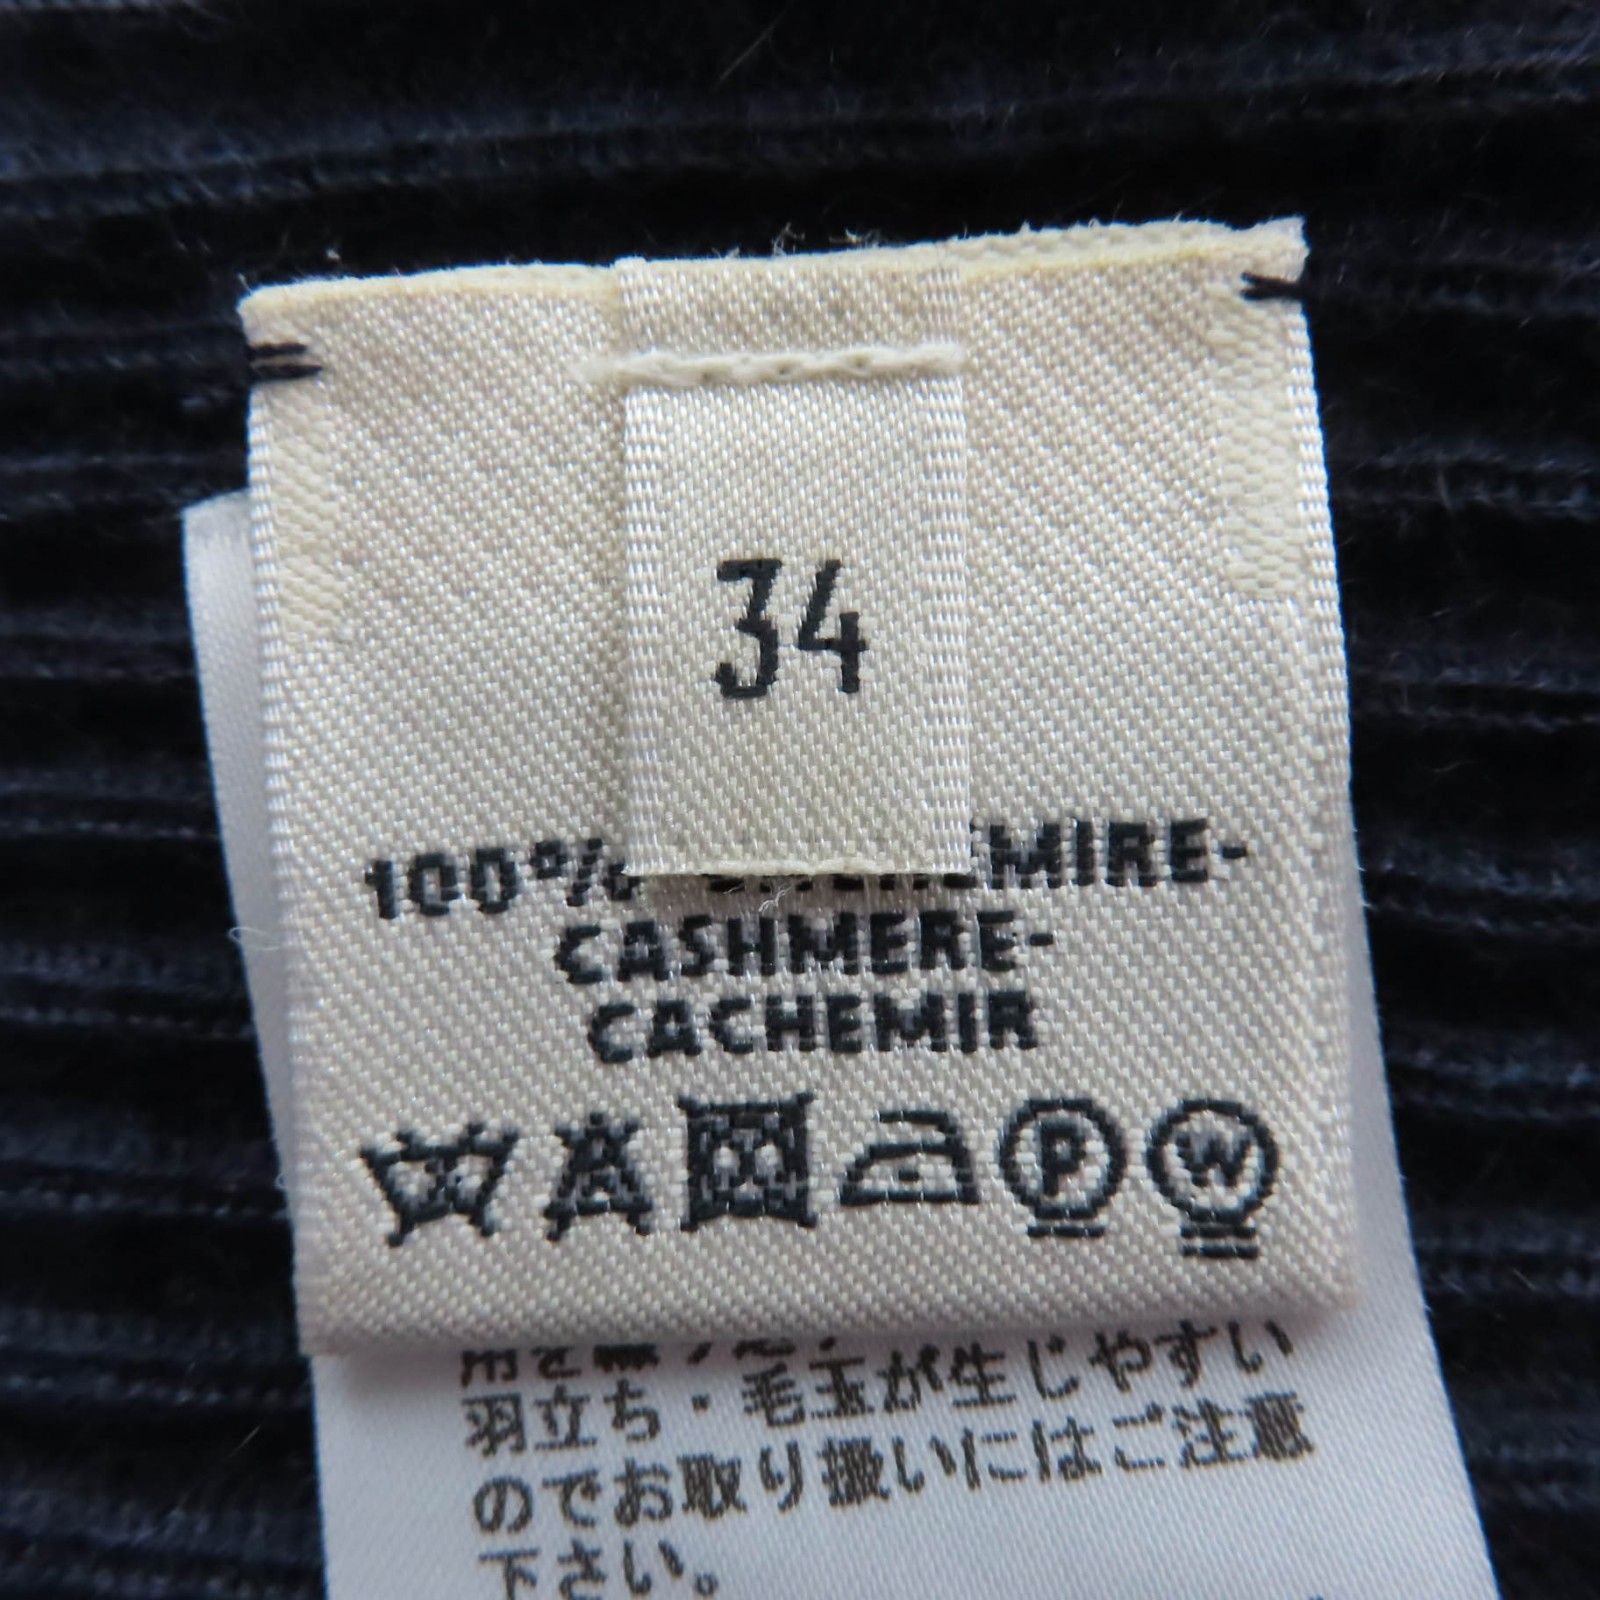 34
100% CACHEMIRE-
CASHMERE-
CACHEMIR
P W
羽立ち・毛玉が生じやすい
のでお取り扱いにはご注意
下さい。